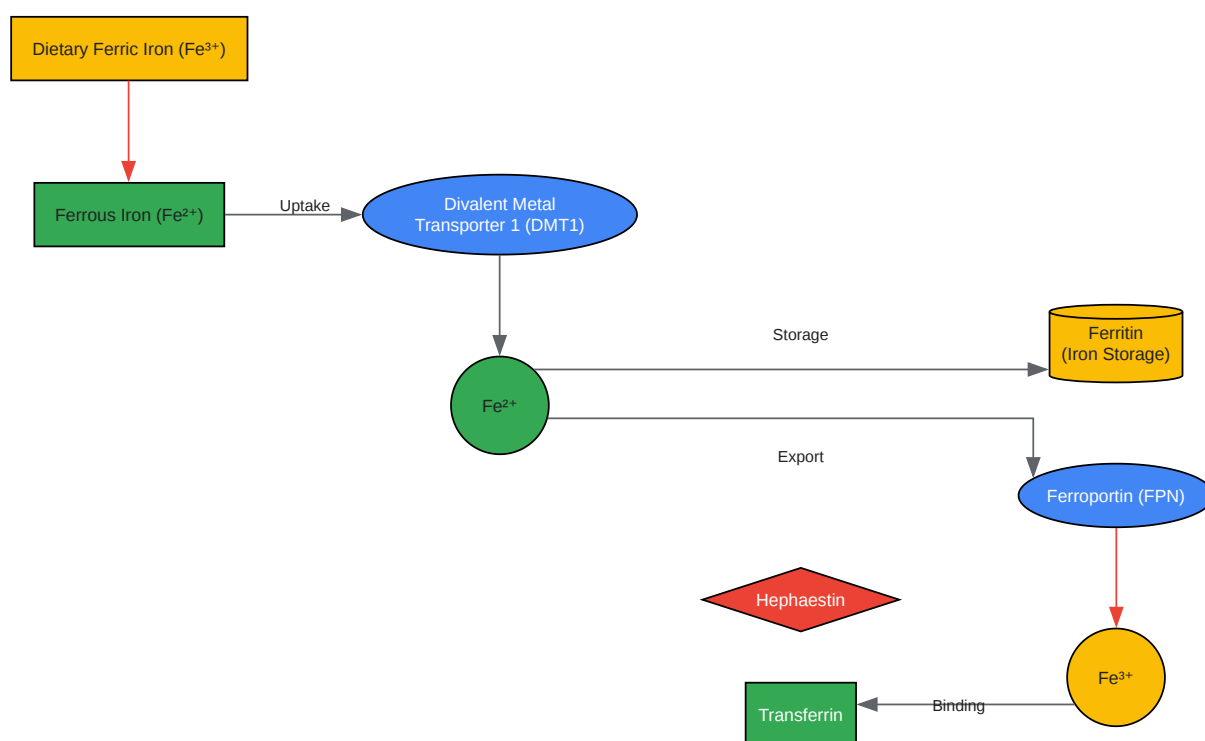 Dietary Ferric Iron (Fe³⁺)
Ferrous Iron (Fe²⁺)
Uptake
Divalent Metal
Transporter 1 (DMT1)
Storage
Ferritin
(Iron Storage)
Fe²⁺
Export
Ferroportin (FPN)
Hephaestin
Fe³⁺
Transferrin
Binding